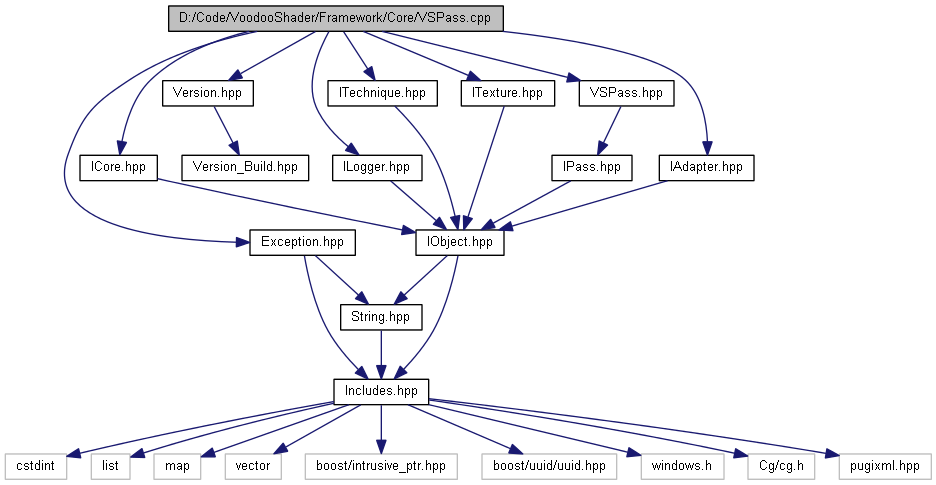 D:/Code/VoodooShader/Framework/Core/VSPass.cpp
Version.hpp
ITechnique.hpp
ITexture.hpp
VSPass.hpp
ICore.hpp
Version_Build.hpp
ILogger.hpp
IPass.hpp
IAdapter.hpp
Exception.hpp
IObject.hpp
String.hpp
Includes.hpp
cstdint
list
map
vector
boost/intrusive_ptr.hpp
boost/uuid/uuid.hpp
windows.h
Cg/cg.h
pugixml.hpp